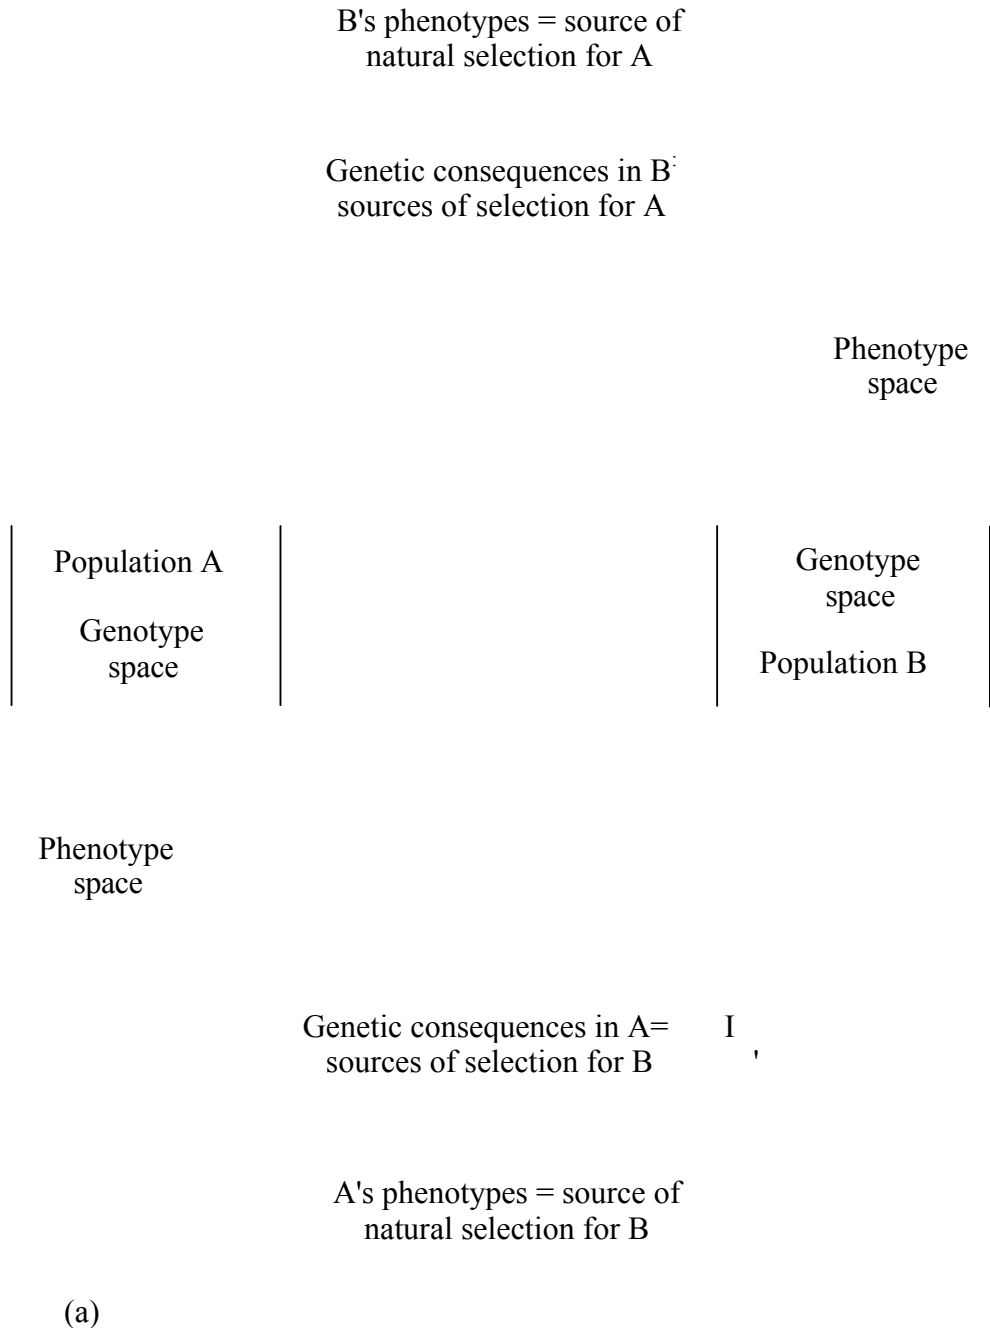 B's phenotypes = source of
natural selection for A
Genetic consequences in B:
sources of selection for A
Phenotype
space
Population A
Genotype
space
Genotype
space
Population B
Phenotype
space
Genetic consequences in A= I
sources of selection for B '
A's phenotypes = source of
natural selection for B
(a)